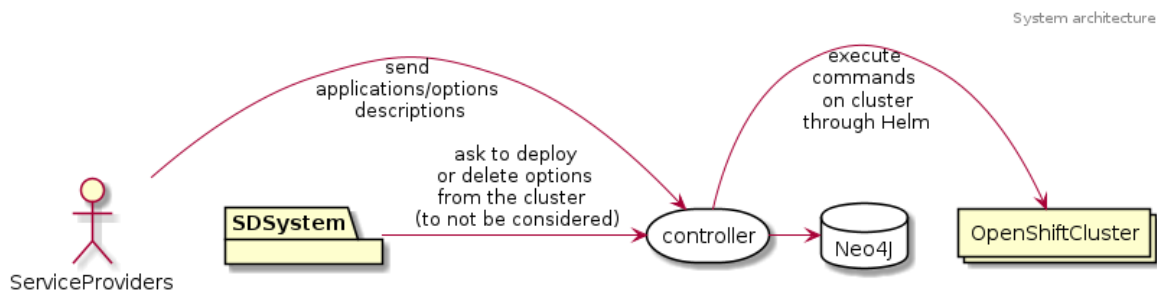 System architecture
send
applications/options
descriptions
execute
commands
on cluster
through Helm
ask to deploy
or delete options
from the cluster
(to not be considered)
ServiceProviders
SDSystem
controller
Neo4J
OpenShiftCluster